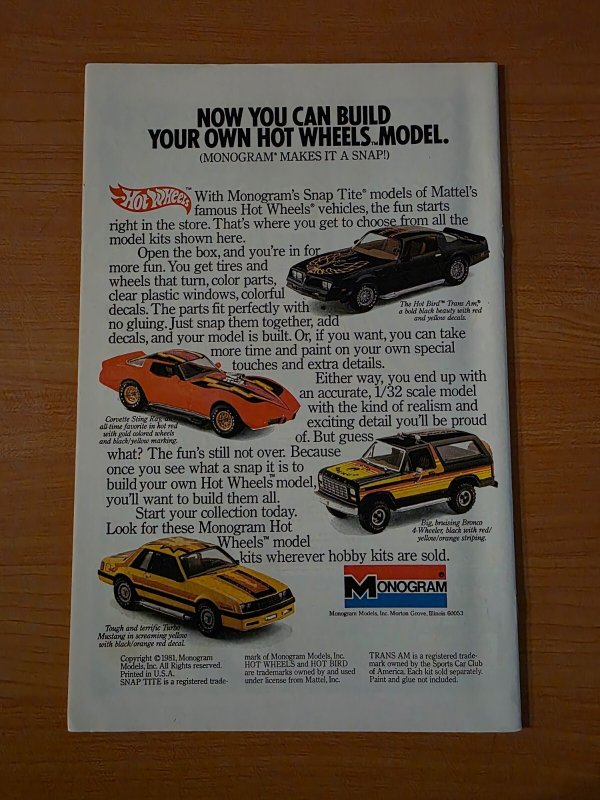 NOW YOU CAN BUILD
YOUR OWN HOT WHEELS™ MODEL.
(MONOGRAM® MAKES IT A SNAP!)
Hot Wheels™ With Monogram's Snap Tite® models of Mattel's
famous Hot Wheels® vehicles, the fun starts
right in the store. That's where you get to choose from all the
model kits shown here.
Open the box, and you're in for
more fun. You get tires and
wheels that turn, color parts,
clear plastic windows, colorful
decals. The parts fit perfectly with
no gluing. Just snap them together, add
decals, and your model is built. Or, if you want, you can take
more time and paint on your own special
touches and extra details.
The Hot Bird™ Trans Am,®
a bold black beauty with red
and yellow decals.
Either way, you end up with
an accurate, 1/32 scale model
with the kind of realism and
exciting detail you'll be proud
of. But guess
what? The fun's still not over. Because
once you see what a snap it is to
build your own Hot Wheels™ model,
you'll want to build them all.
Start your collection today.
Look for these Monogram Hot
Wheels™ model
kits wherever hobby kits are sold.
Corvette Sting Ray, an
all-time favorite in hot red
with gold colored wheels
and black/yellow marking.
Big, bruising Bronco
4-Wheeler, black with red/
yellow/orange striping.
Tough and terrific Turbo
Mustang in screaming yellow
with black/orange red decal.
MONOGRAM®
Monogram Models, Inc. Morton Grove, Illinois 60053
Copyright © 1981, Monogram
Models, Inc. All Rights reserved.
Printed in U.S.A.
SNAP TITE is a registered trade-
mark of Monogram Models, Inc.
HOT WHEELS and HOT BIRD
are trademarks owned by and used
under license from Mattel, Inc.
TRANS AM is a registered trade-
mark owned by the Sports Car Club
of America. Each kit sold separately.
Paint and glue not included.